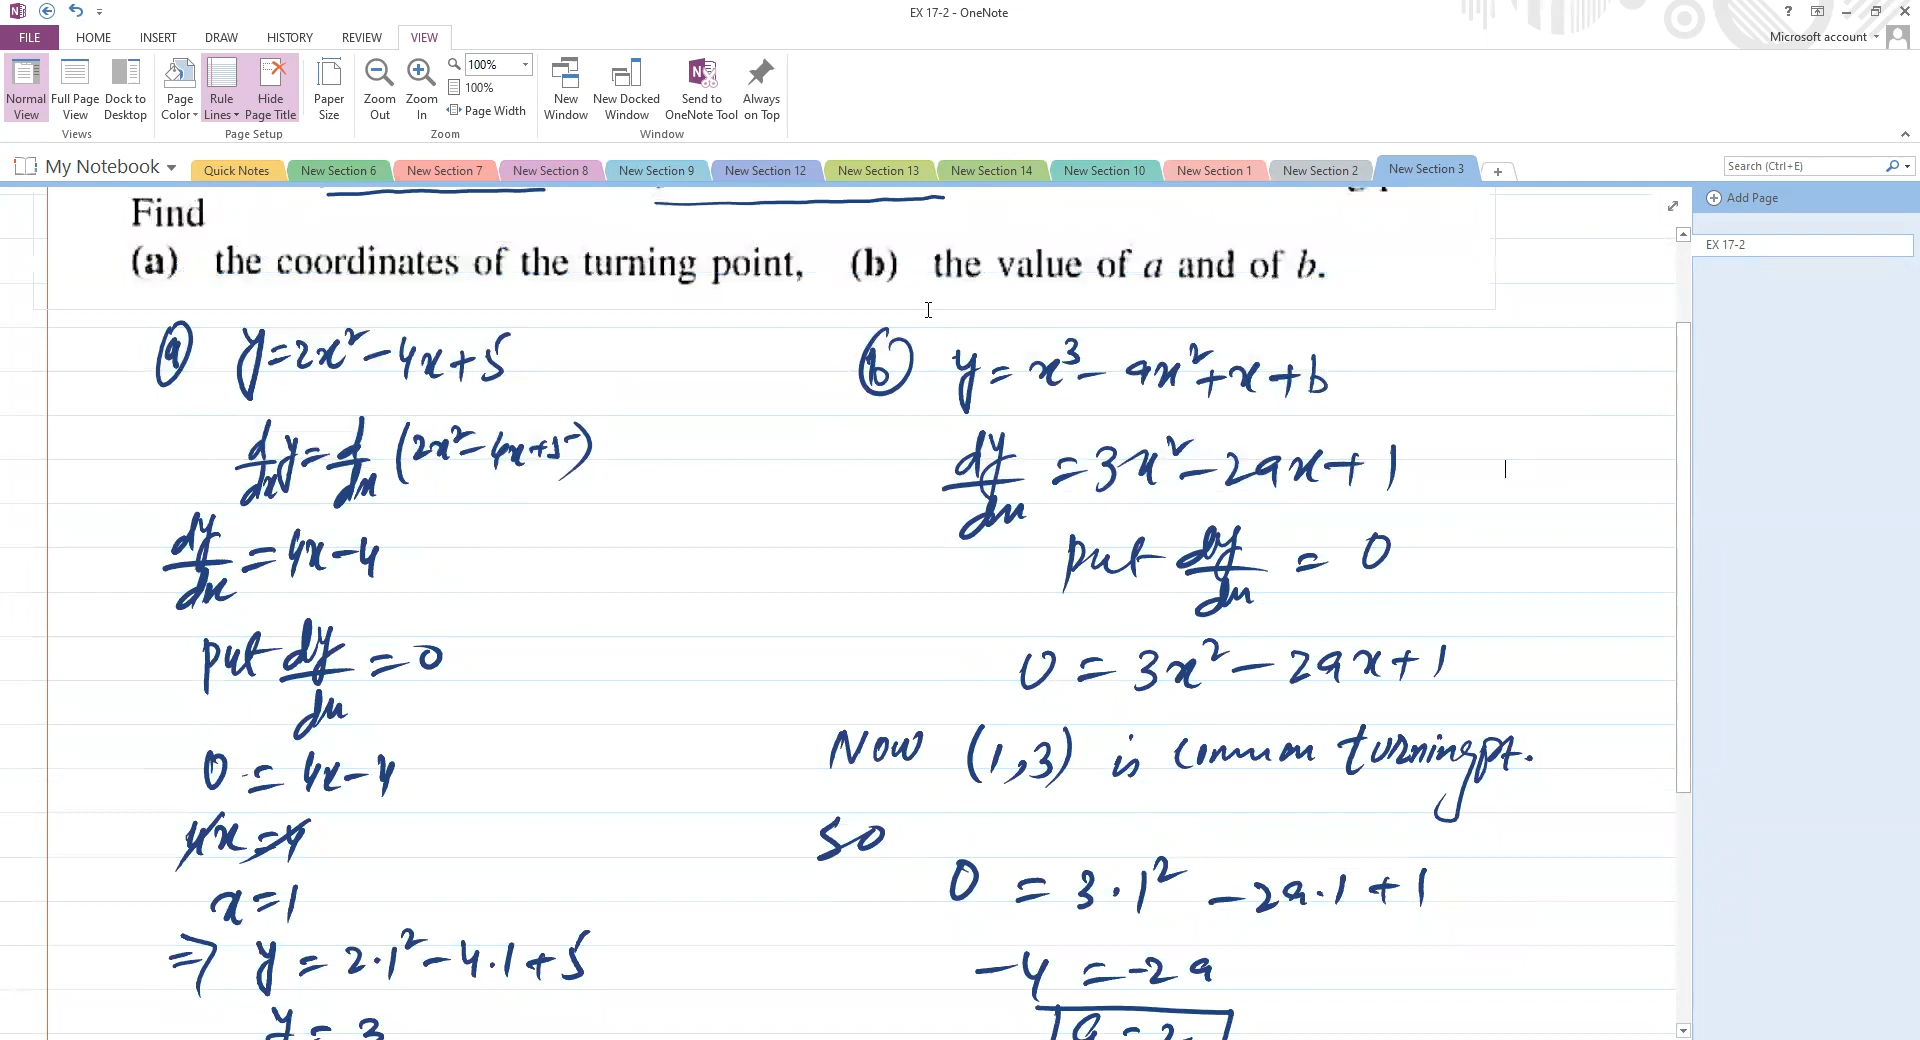 EX 17-2 - OneNote
?
FILE HOME INSERT DRAW HISTORY REVIEW VIEW
Microsoft account
Normal View
Full Page View
Dock to Desktop
Page Color
Rule Lines
Hide Page Title
Paper Size
Zoom Out
Zoom In
100%
100%
Page Width
New Window
New Docked Window
Send to OneNote Tool
Always on Top
Views Page Setup Zoom Window
My Notebook
Quick Notes New Section 6 New Section 7 New Section 8 New Section 9 New Section 12 New Section 13 New Section 14 New Section 10 New Section 1 New Section 2 New Section 3 +
Search (Ctrl+E)
Add Page
EX 17-2
Find
(a) the coordinates of the turning point, (b) the value of a and of b.
(a) y=2x²-4x+5
d/dx y = d/dx (2x²-4x+5)
dy/dx = 4x-4
put dy/dx = 0
0 = 4x-4
4x=4
x=1
⇒ y = 2·1²-4·1+5
y = 3
(b) y = x³- ax²+x+b
dy/dx = 3x²-2ax+1
put dy/dx = 0
0 = 3x²-2ax+1
Now (1,3) is common turning pt.
so
0 = 3·1² -2a·1+1
-4 = -2a
a = 2